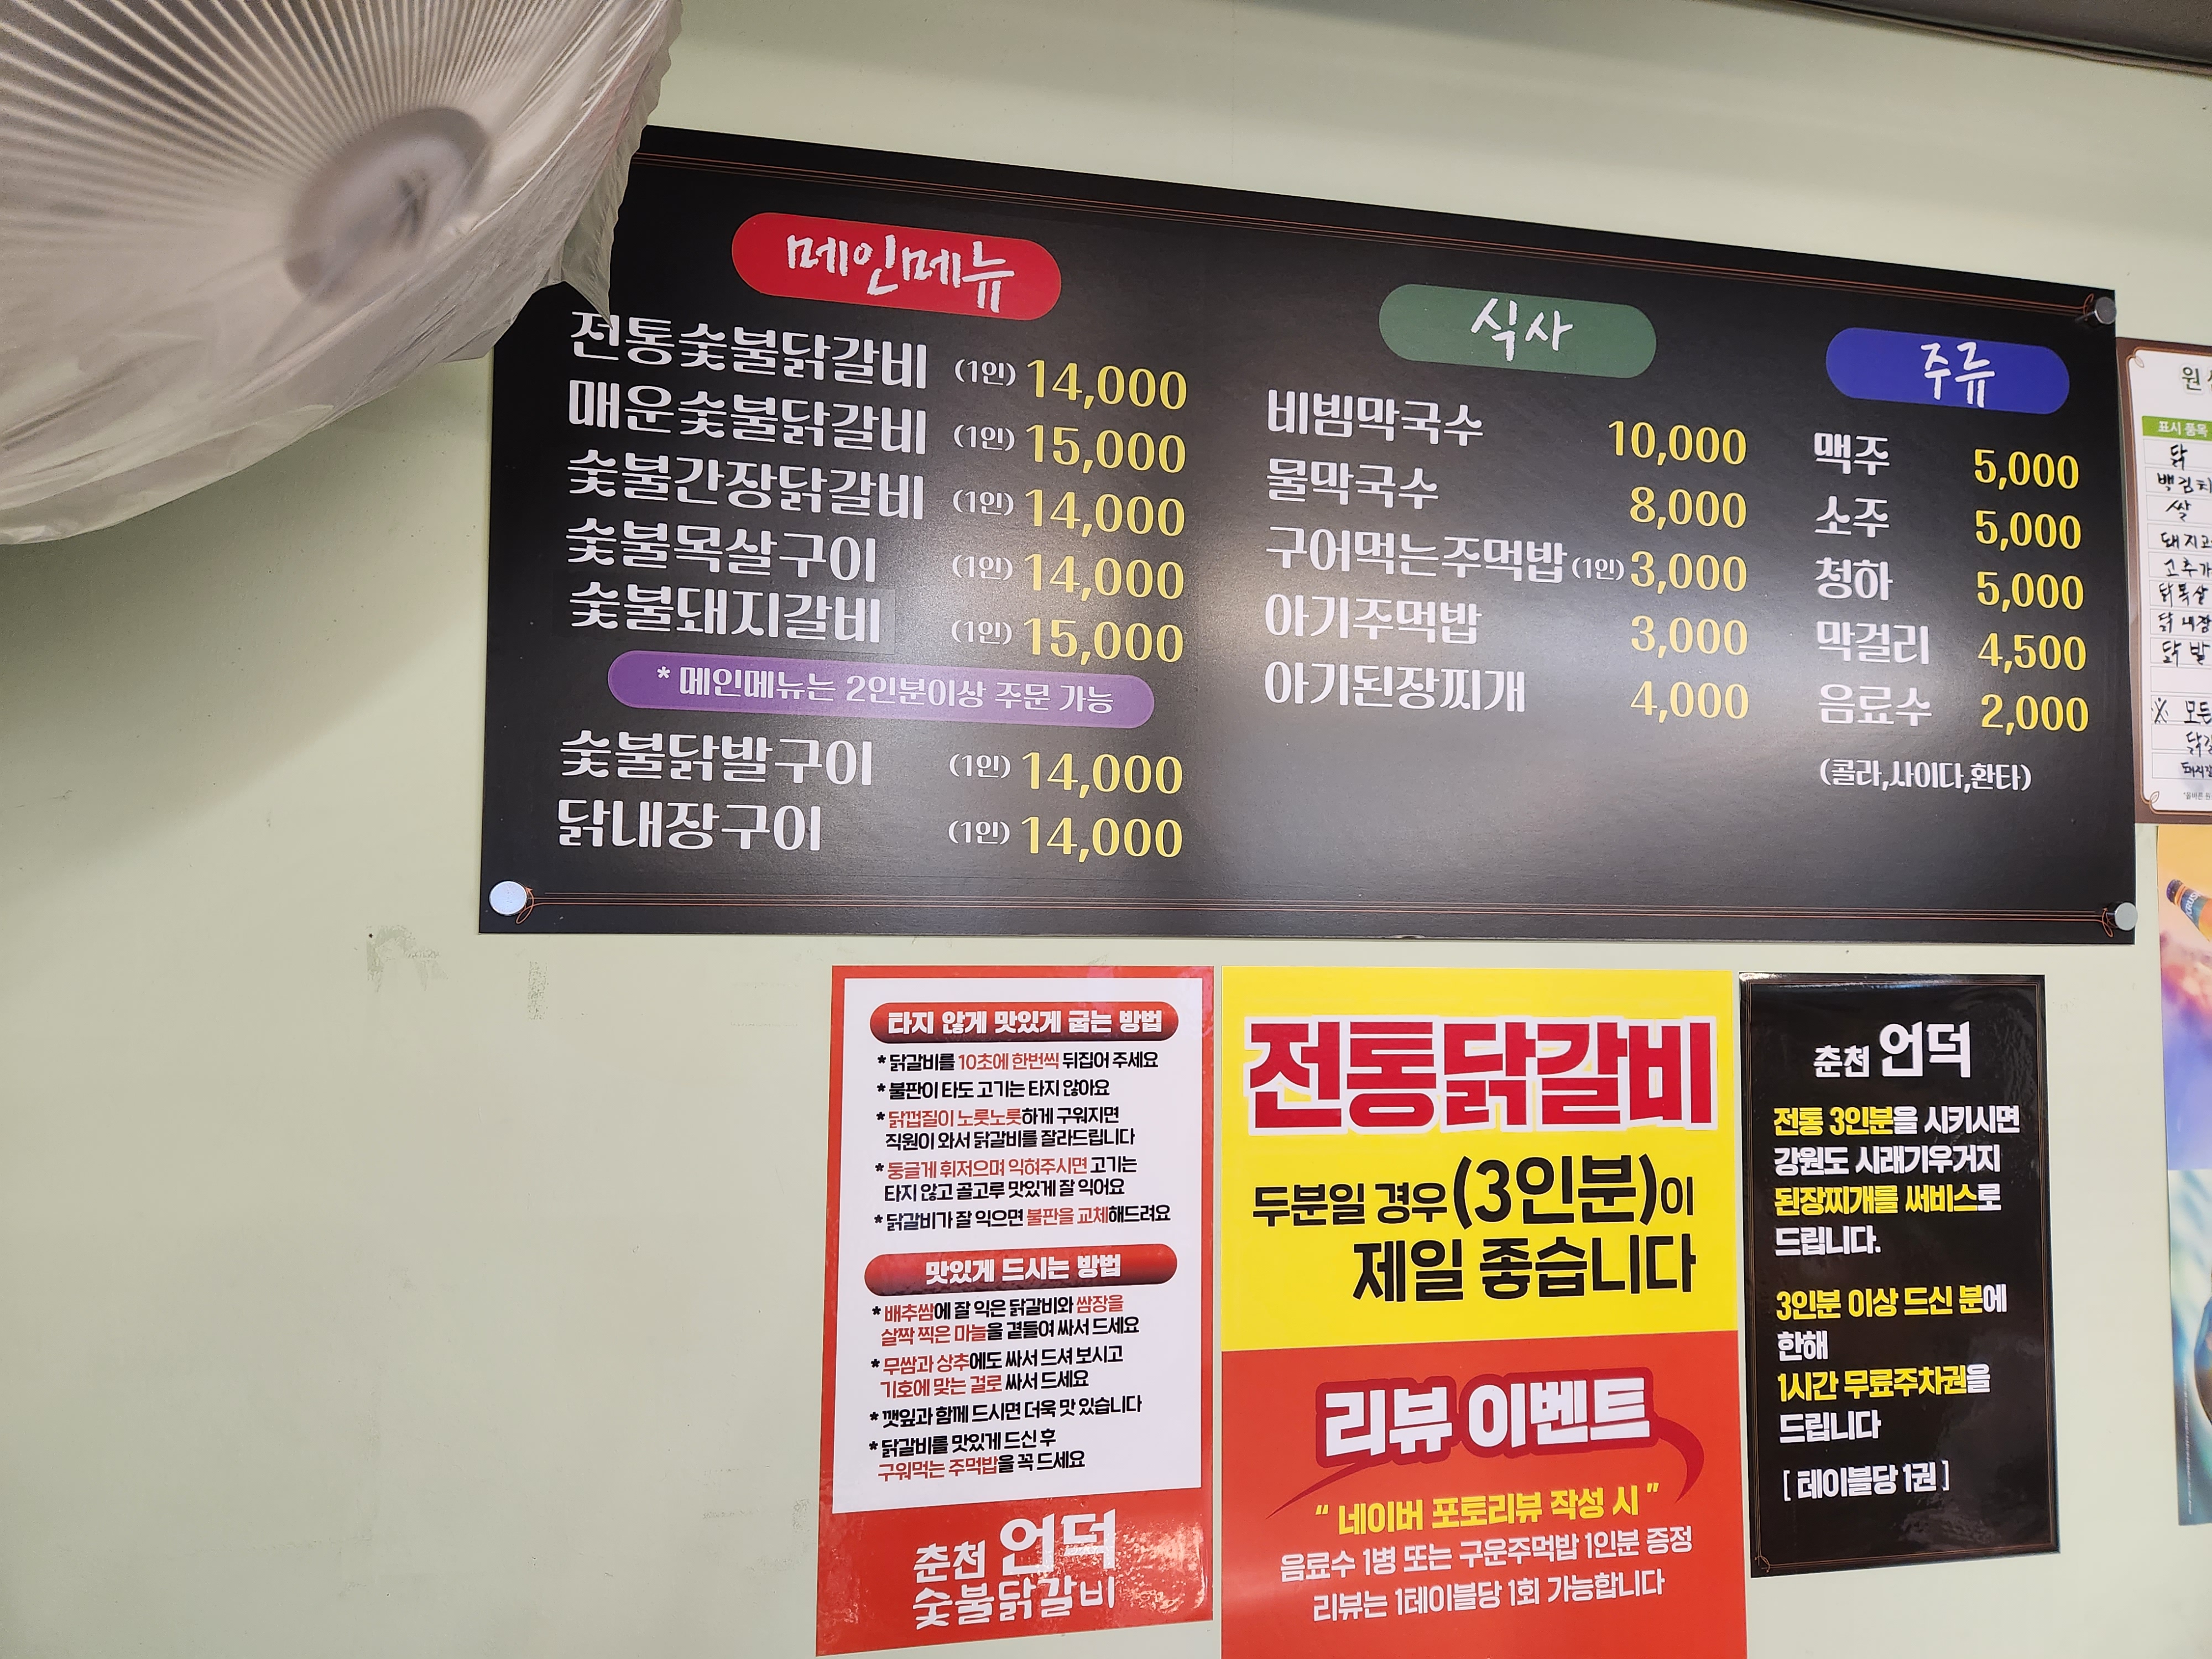 메인메뉴
전통숯불닭갈비 (1인) 14,000
매운숯불닭갈비 (1인) 15,000
숯불간장닭갈비 (1인) 14,000
숯불목살구이 (1인) 14,000
숯불돼지갈비 (1인) 15,000
* 메인메뉴는 2인분이상 주문 가능
숯불닭발구이 (1인) 14,000
닭내장구이 (1인) 14,000
식사
비빔막국수 10,000
물막국수 8,000
구어먹는주먹밥 (1인) 3,000
아기주먹밥 3,000
아기된장찌개 4,000
주류
맥주 5,000
소주 5,000
청하 5,000
막걸리 4,500
음료수 2,000
(콜라,사이다,환타)
표시 품목
닭
백김치
쌀
닭목살
닭내장
닭발
※ 모든
타지 않게 맛있게 굽는 방법
* 닭갈비를 10초에 한번씩 뒤집어 주세요
* 불판이 타도 고기는 타지 않아요
* 닭껍질이 노릇노릇하게 구워지면
직원이 와서 닭갈비를 잘라드립니다
* 둥글게 휘저으며 익혀주시면 고기는
타지 않고 골고루 맛있게 잘 익어요
* 닭갈비가 잘 익으면 불판을 교체해드려요
맛있게 드시는 방법
* 배추쌈에 잘 익은 닭갈비와 쌈장을
살짝 찍은 마늘을 곁들여 싸서 드세요
* 무쌈과 상추에도 싸서 드셔 보시고
기호에 맞는 걸로 싸서 드세요
* 깻잎과 함께 드시면 더욱 맛 있습니다
* 닭갈비를 맛있게 드신 후
구워먹는 주먹밥을 꼭 드세요
춘천 언덕
숯불닭갈비
전통닭갈비
두분일 경우(3인분)이
제일 좋습니다
리뷰 이벤트
" 네이버 포토리뷰 작성 시 "
음료수 1병 또는 구운주먹밥 1인분 증정
리뷰는 1테이블당 1회 가능합니다
춘천 언덕
전통 3인분을 시키시면
강원도 시래기우거지
된장찌개를 써비스로
드립니다.
3인분 이상 드신 분에
한해
1시간 무료주차권을
드립니다
[ 테이블당 1권 ]